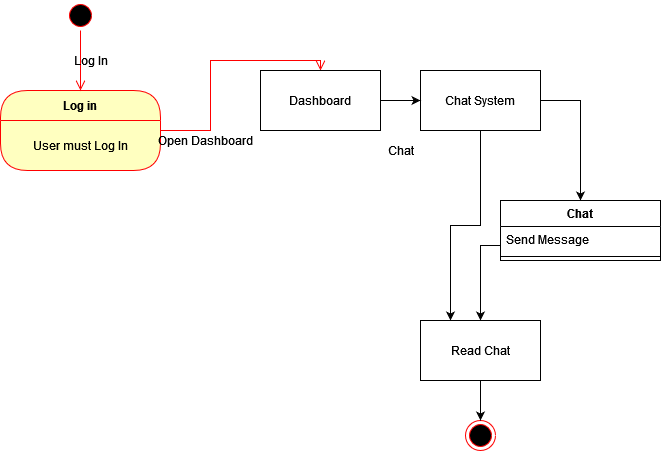 Log In
Log in
User must Log In
Open Dashboard
Dashboard
Chat System
Chat
Chat
Send Message
Read Chat